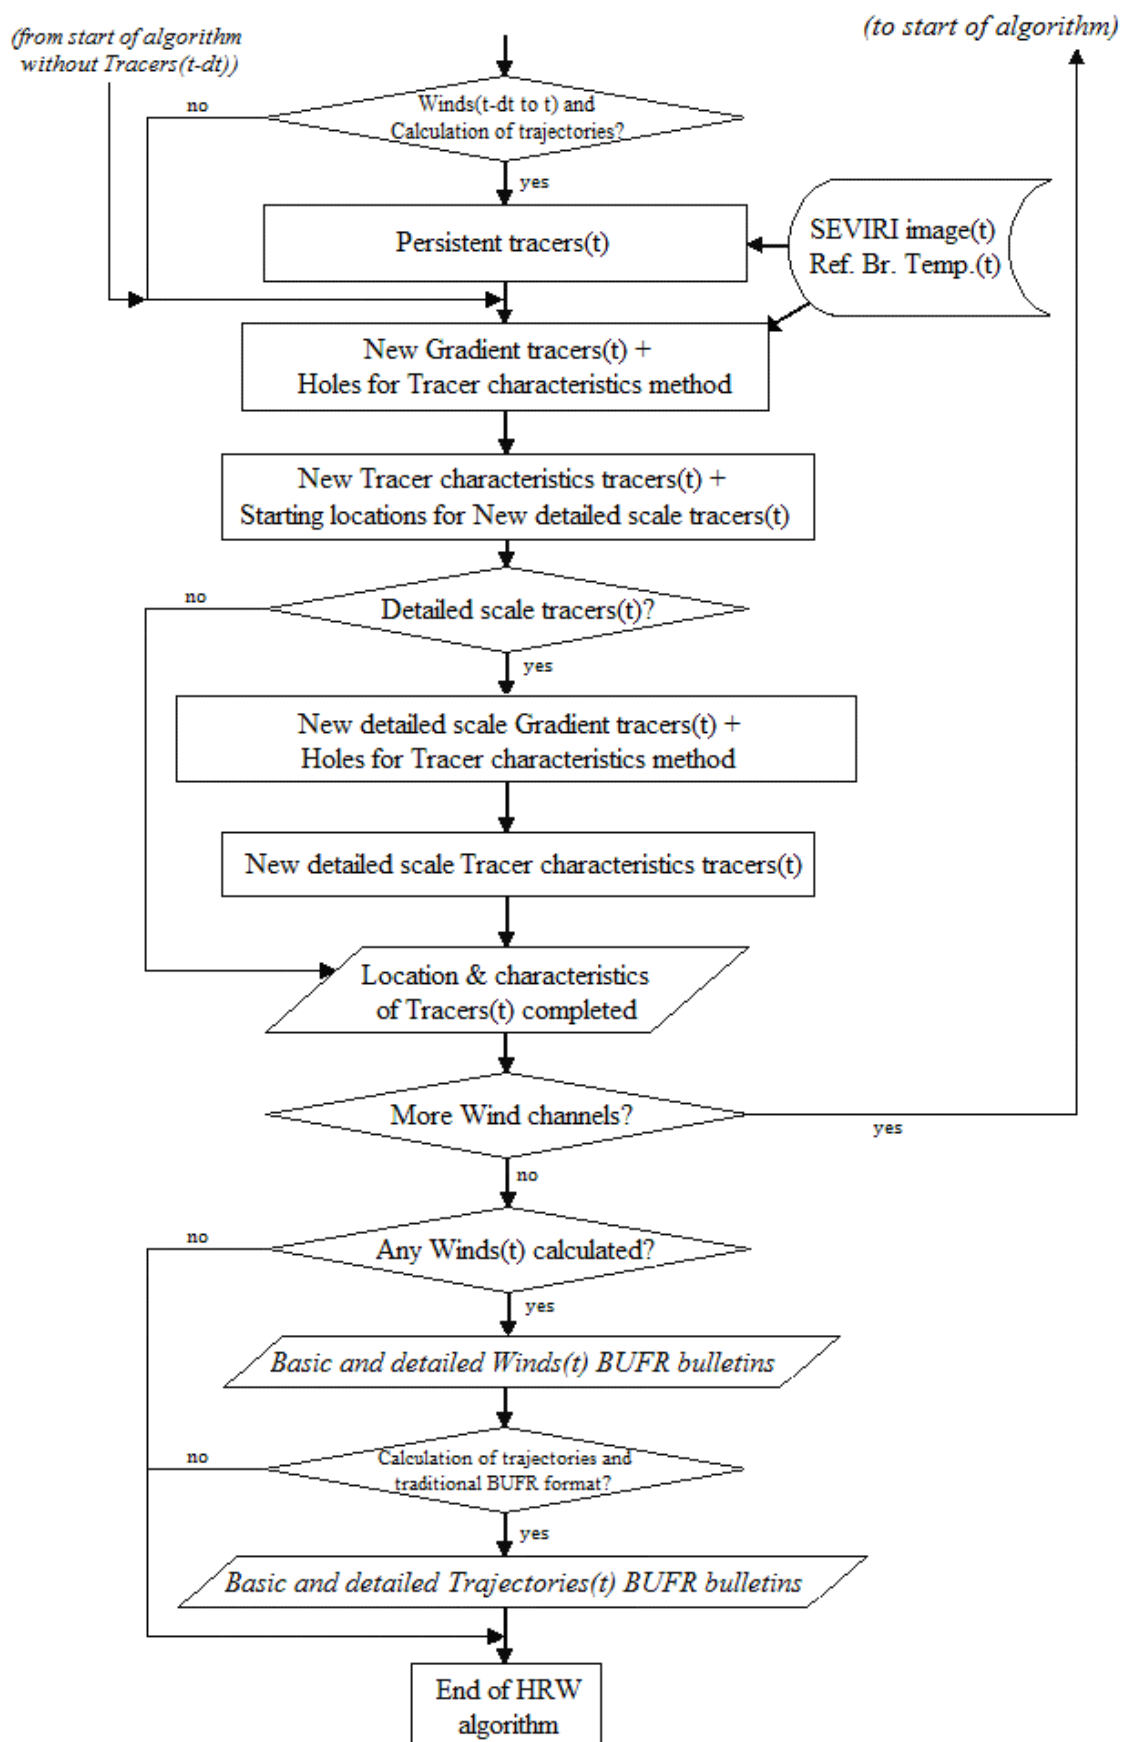 (from start of algorithm
without Tracers(t-dt))
(to start of algorithm)
Winds(t-dt to t) and
Calculation of trajectories?
no
yes
Persistent tracers(t)
SEVIRI image(t)
Ref. Br. Temp.(t)
New Gradient tracers(t) +
Holes for Tracer characteristics method
New Tracer characteristics tracers(t) +
Starting locations for New detailed scale tracers(t)
no
Detailed scale tracers(t)?
yes
New detailed scale Gradient tracers(t) +
Holes for Tracer characteristics method
New detailed scale Tracer characteristics tracers(t)
Location & characteristics
of Tracers(t) completed
More Wind channels?
yes
no
no
Any Winds(t) calculated?
yes
Basic and detailed Winds(t) BUFR bulletins
no
Calculation of trajectories and
traditional BUFR format?
yes
Basic and detailed Trajectories(t) BUFR bulletins
End of HRW
algorithm